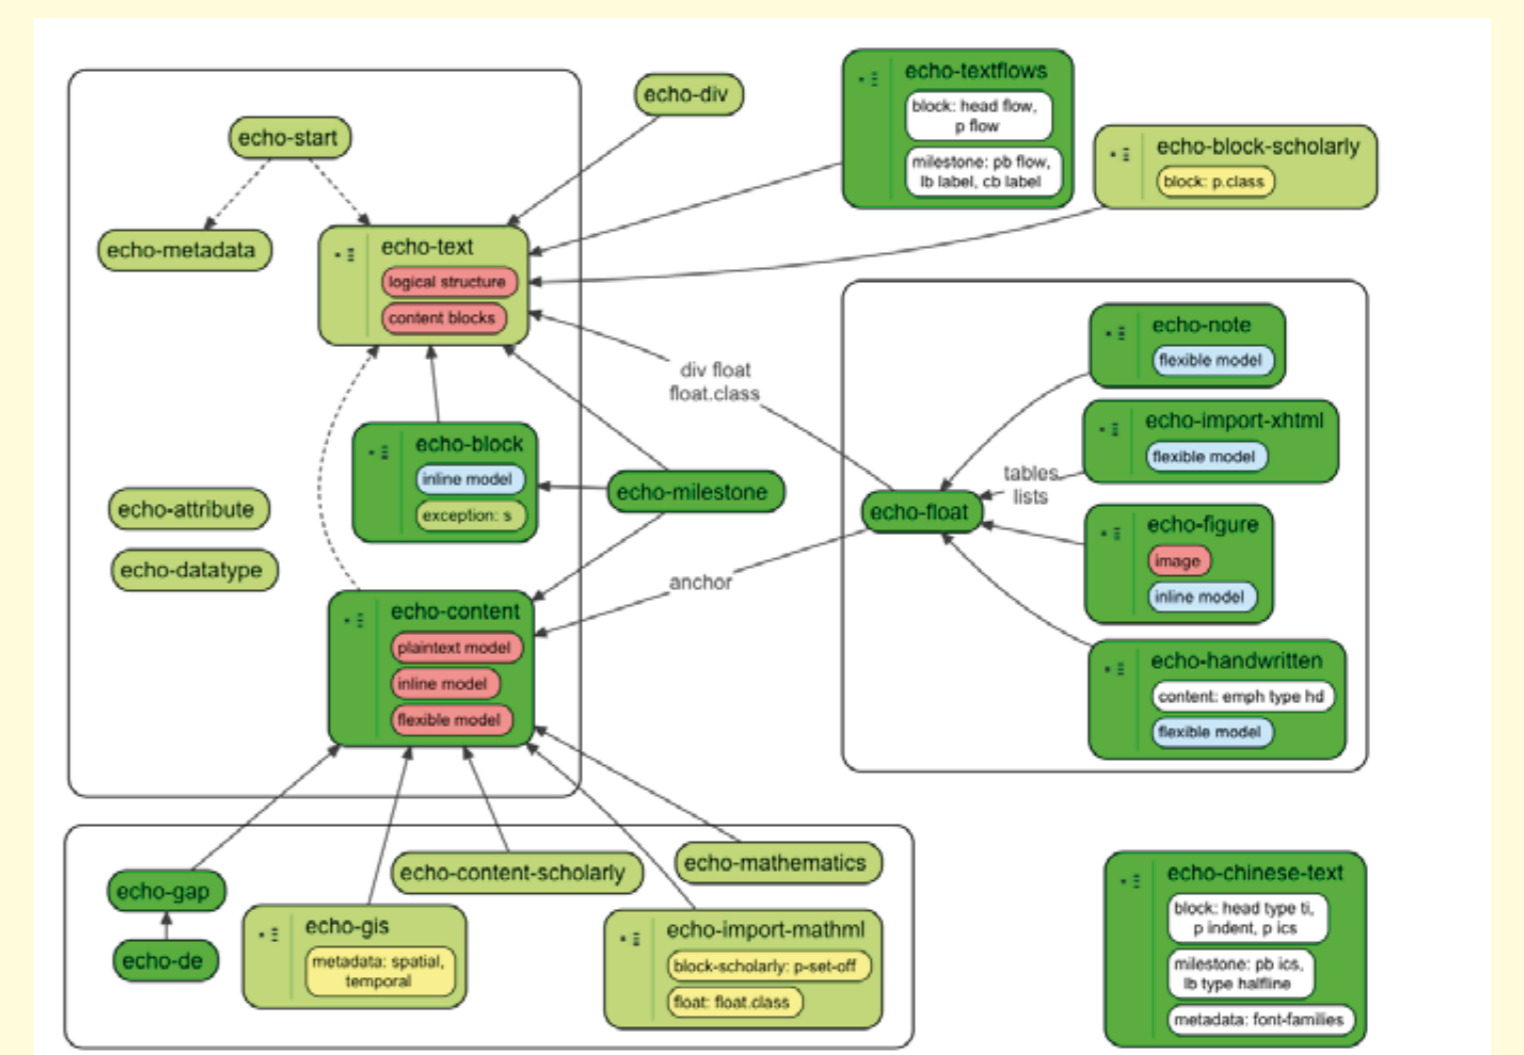 echo-start
echo-metadata
echo-text
logical structure
content blocks
echo-block
inline model
exception: s
echo-attribute
echo-datatype
echo-content
plaintext model
inline model
flexible model
echo-div
echo-textflows
block: head flow,
p flow
milestone: pb flow,
lb label, cb label
echo-block-scholarly
block: p.class
div float
float.class
echo-milestone
anchor
echo-float
tables
lists
echo-note
flexible model
echo-import-xhtml
flexible model
echo-figure
image
inline model
echo-handwritten
content: emph type hd
flexible model
echo-gap
echo-de
echo-gis
metadata: spatial,
temporal
echo-content-scholarly
echo-mathematics
echo-import-mathml
block-scholarly: p-set-off
float: float.class
echo-chinese-text
block: head type ti,
p indent, p ics
milestone: pb ics,
lb type halfline
metadata: font-families